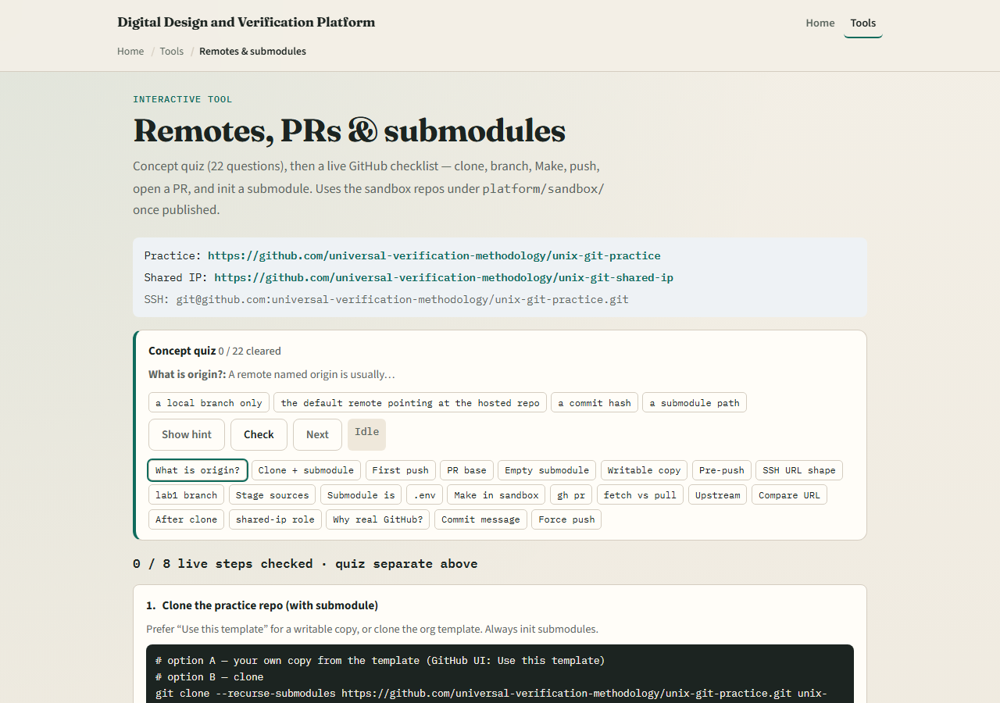 Digital Design and Verification Platform
Home Tools
Home / Tools / Remotes & submodules
INTERACTIVE TOOL
Remotes, PRs & submodules
Concept quiz (22 questions), then a live GitHub checklist — clone, branch, Make, push,
open a PR, and init a submodule. Uses the sandbox repos under platform/sandbox/
once published.
Practice: https://github.com/universal-verification-methodology/unix-git-practice
Shared IP: https://github.com/universal-verification-methodology/unix-git-shared-ip
SSH: git@github.com:universal-verification-methodology/unix-git-practice.git
Concept quiz 0 / 22 cleared
What is origin?: A remote named origin is usually…
a local branch only the default remote pointing at the hosted repo a commit hash a submodule path
Show hint Check Next Idle
What is origin? Clone + submodule First push PR base Empty submodule Writable copy Pre-push SSH URL shape
lab1 branch Stage sources Submodule is .env Make in sandbox gh pr fetch vs pull Upstream Compare URL
After clone shared-ip role Why real GitHub? Commit message Force push
0 / 8 live steps checked · quiz separate above
1. Clone the practice repo (with submodule)
Prefer “Use this template” for a writable copy, or clone the org template. Always init submodules.
# option A — your own copy from the template (GitHub UI: Use this template)
# option B — clone
git clone --recurse-submodules https://github.com/universal-verification-methodology/unix-git-practice.git unix-